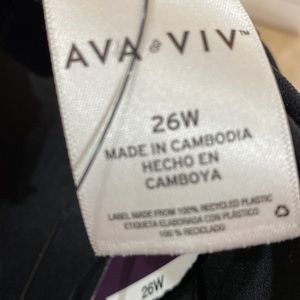 AVA & VIV™
26W
MADE IN CAMBODIA
HECHO EN
CAMBOYA
LABEL MADE FROM 100% RECYCLED PLASTIC
ETIQUETA ELABORADA CON PLÁSTICO
100 % RECICLADO
26W